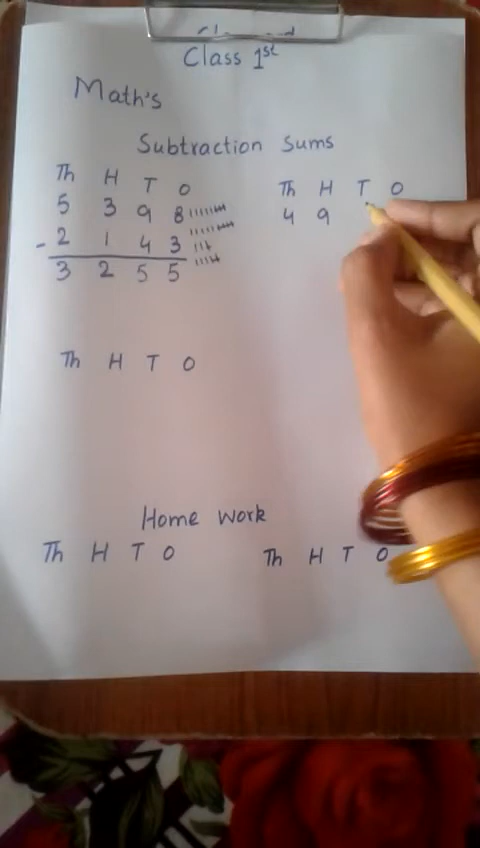 Class 1st
Math's
Subtraction Sums
Th H T O
5 3 9 8
- 2 1 4 3
3 2 5 5
Th H T O
4 9
Th H T O
Home work
Th H T O
Th H T O